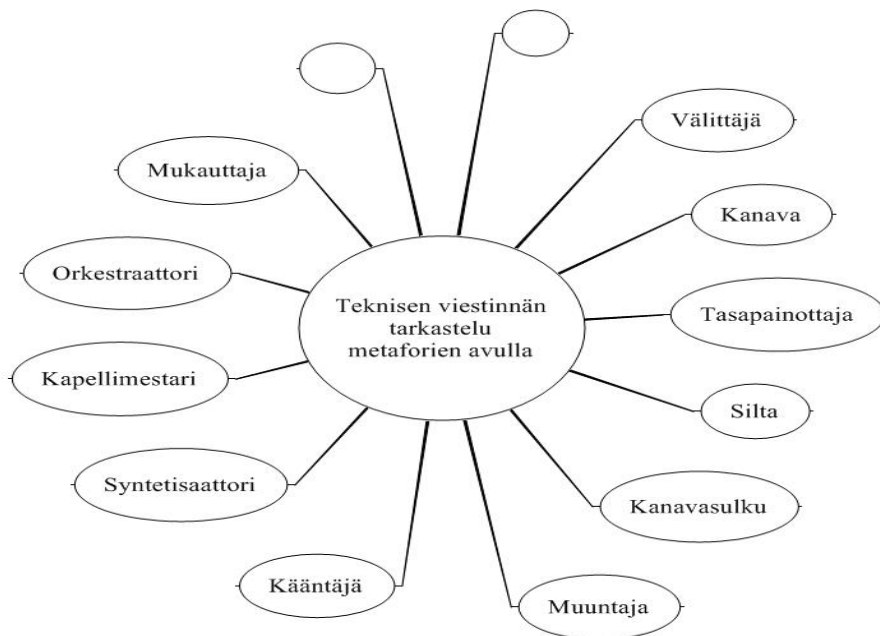 Välittäjä
Mukauttaja
Kanava
Orkestraattori
Teknisen viestinnän
tarkastelu
metaforien avulla
Tasapainottaja
Kapellimestari
Silta
Syntetisaattori
Kanavasulku
Kääntäjä
Muuntaja